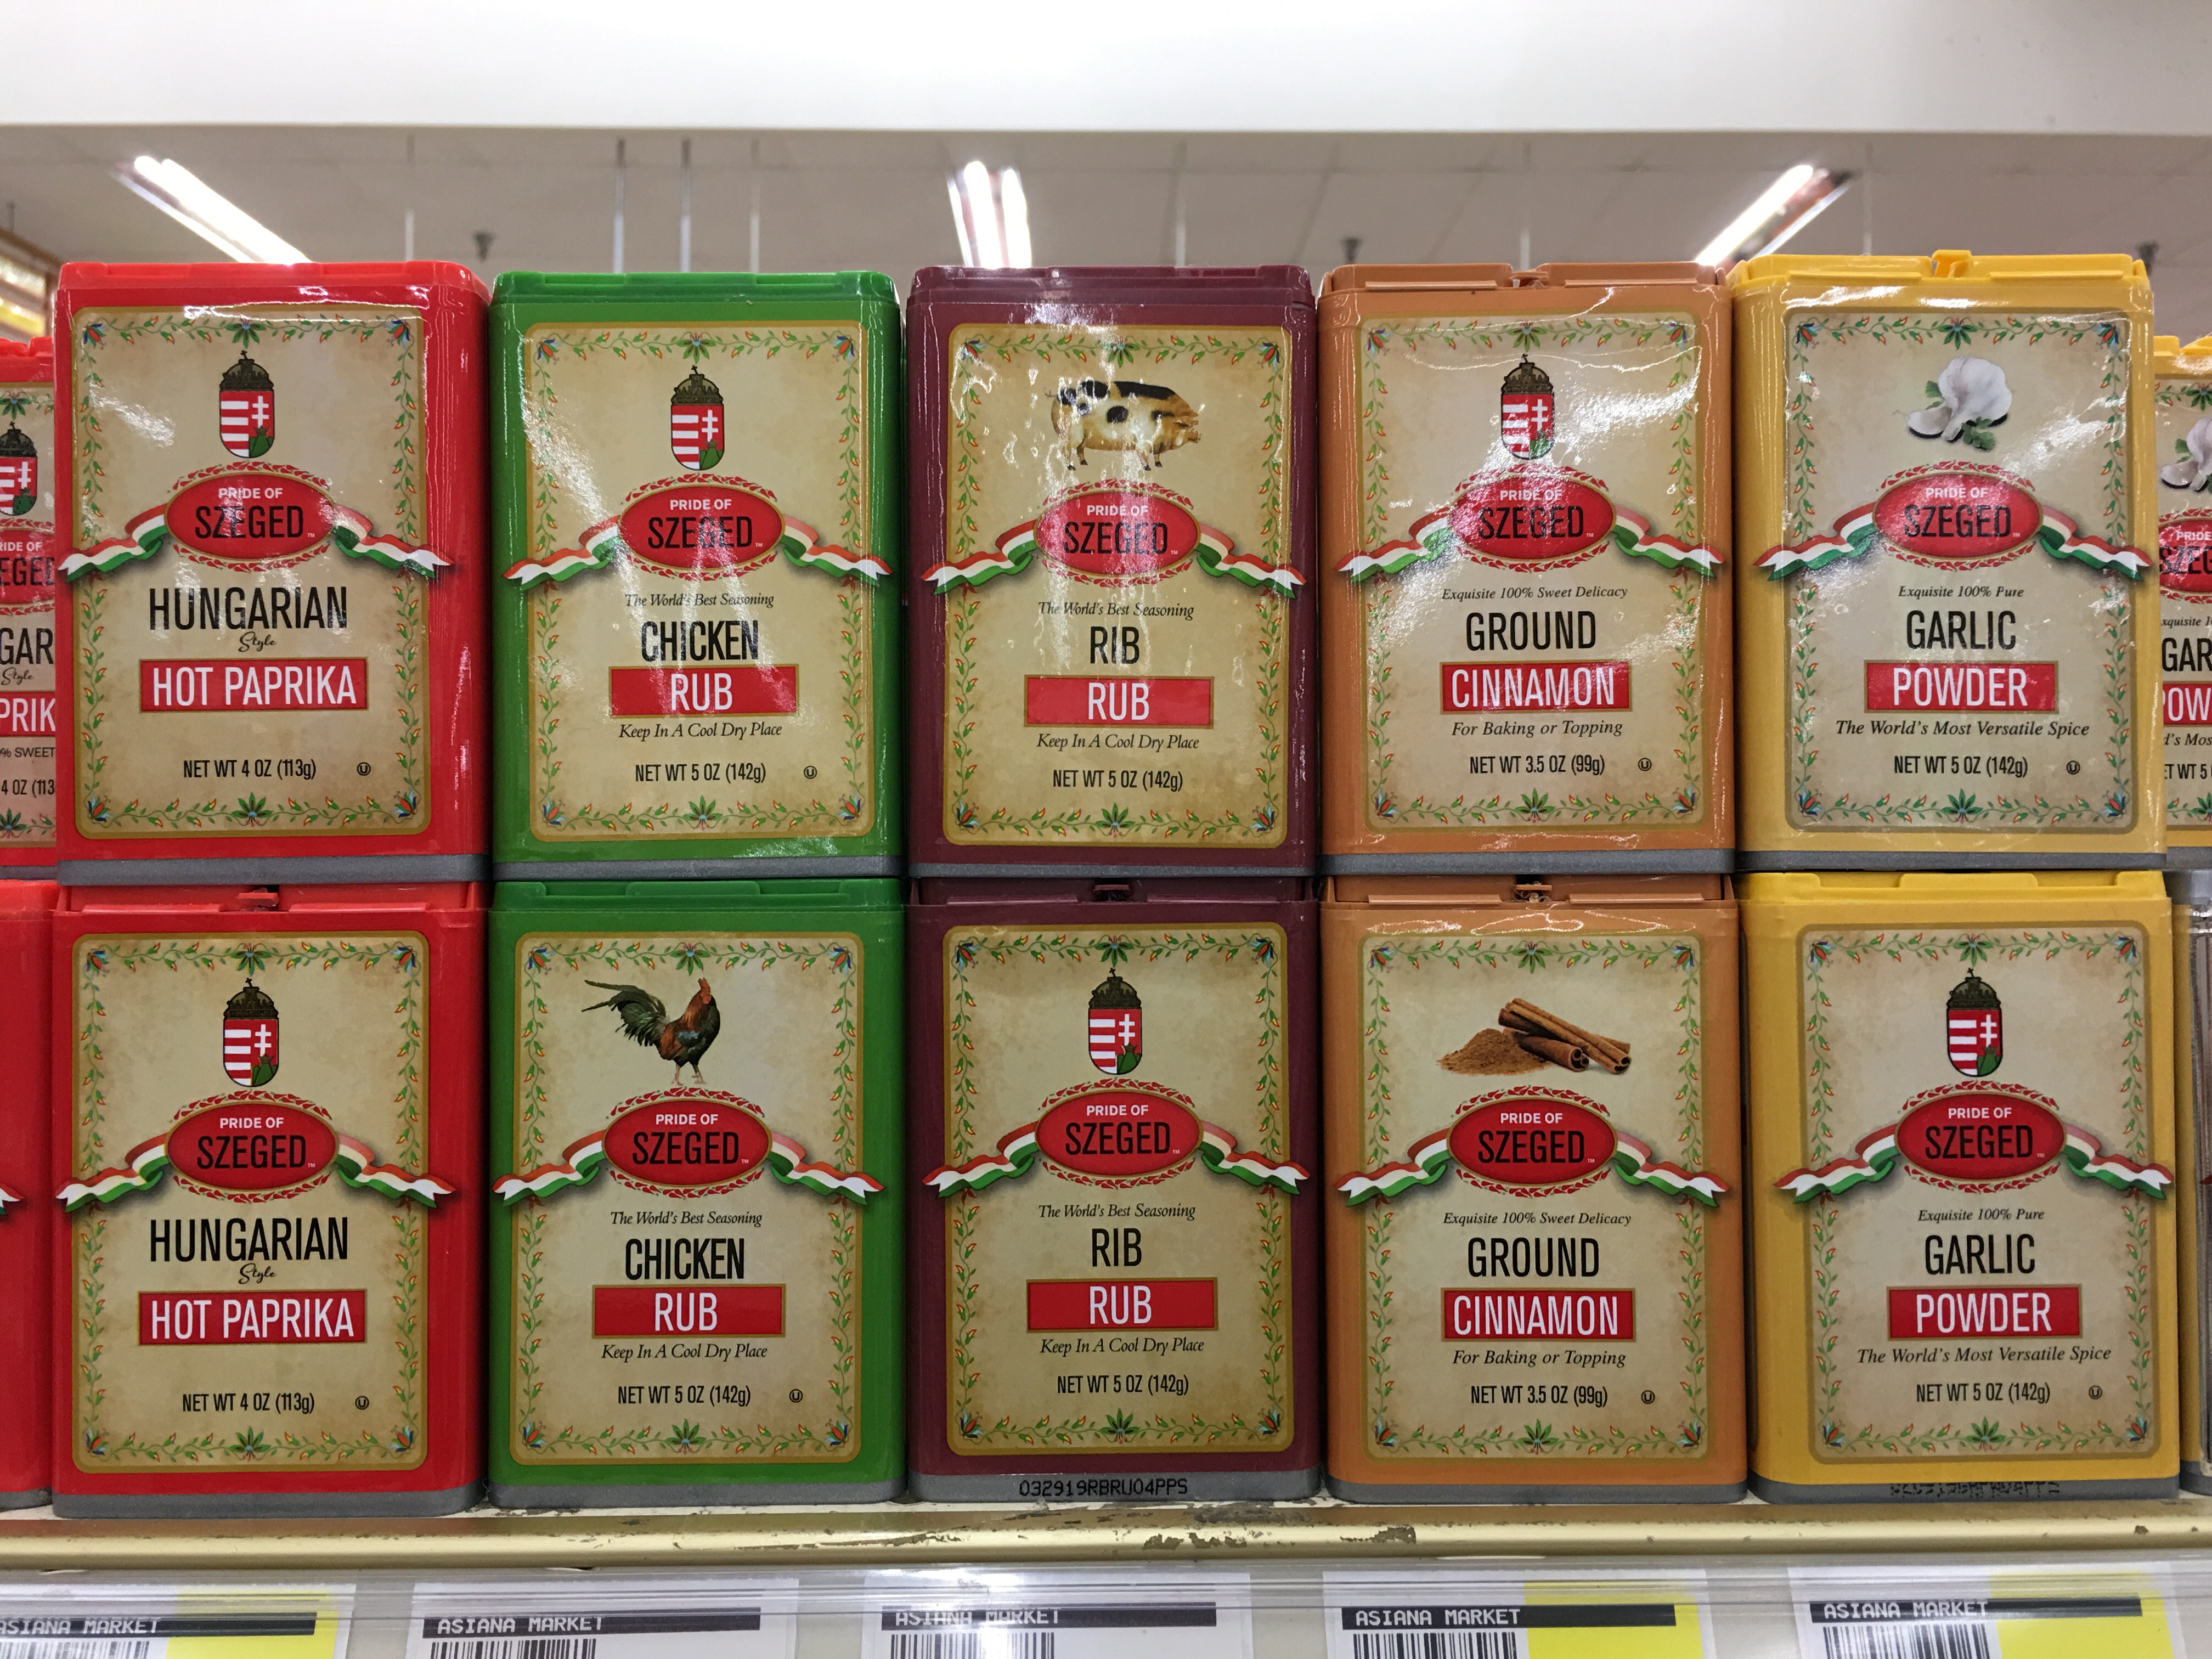 PRIDE OF
SZEGED
HUNGARIAN
Style
HOT PAPRIKA
NET WT 4 OZ (113g)
PRIDE OF
SZEGED
The World's Best Seasoning
CHICKEN
RUB
Keep In A Cool Dry Place
NET WT 5 OZ (142g)
PRIDE OF
SZEGED
The World's Best Seasoning
RIB
RUB
Keep In A Cool Dry Place
NET WT 5 OZ (142g)
PRIDE OF
SZEGED
Exquisite 100% Sweet Delicacy
GROUND
CINNAMON
For Baking or Topping
NET WT 3.5 OZ (99g)
PRIDE OF
SZEGED
Exquisite 100% Pure
GARLIC
POWDER
The World's Most Versatile Spice
NET WT 5 OZ (142g)
PRIDE OF
SZEGED
HUNGARIAN
Style
HOT PAPRIKA
NET WT 4 OZ (113g)
PRIDE OF
SZEGED
The World's Best Seasoning
CHICKEN
RUB
Keep In A Cool Dry Place
NET WT 5 OZ (142g)
PRIDE OF
SZEGED
The World's Best Seasoning
RIB
RUB
Keep In A Cool Dry Place
NET WT 5 OZ (142g)
032919RBRU04PPS
PRIDE OF
SZEGED
Exquisite 100% Sweet Delicacy
GROUND
CINNAMON
For Baking or Topping
NET WT 3.5 OZ (99g)
PRIDE OF
SZEGED
Exquisite 100% Pure
GARLIC
POWDER
The World's Most Versatile Spice
NET WT 5 OZ (142g)
ASIANA MARKET
ASIANA MARKET
ASIANA MARKET
ASIANA MARKET
ASIANA MARKET